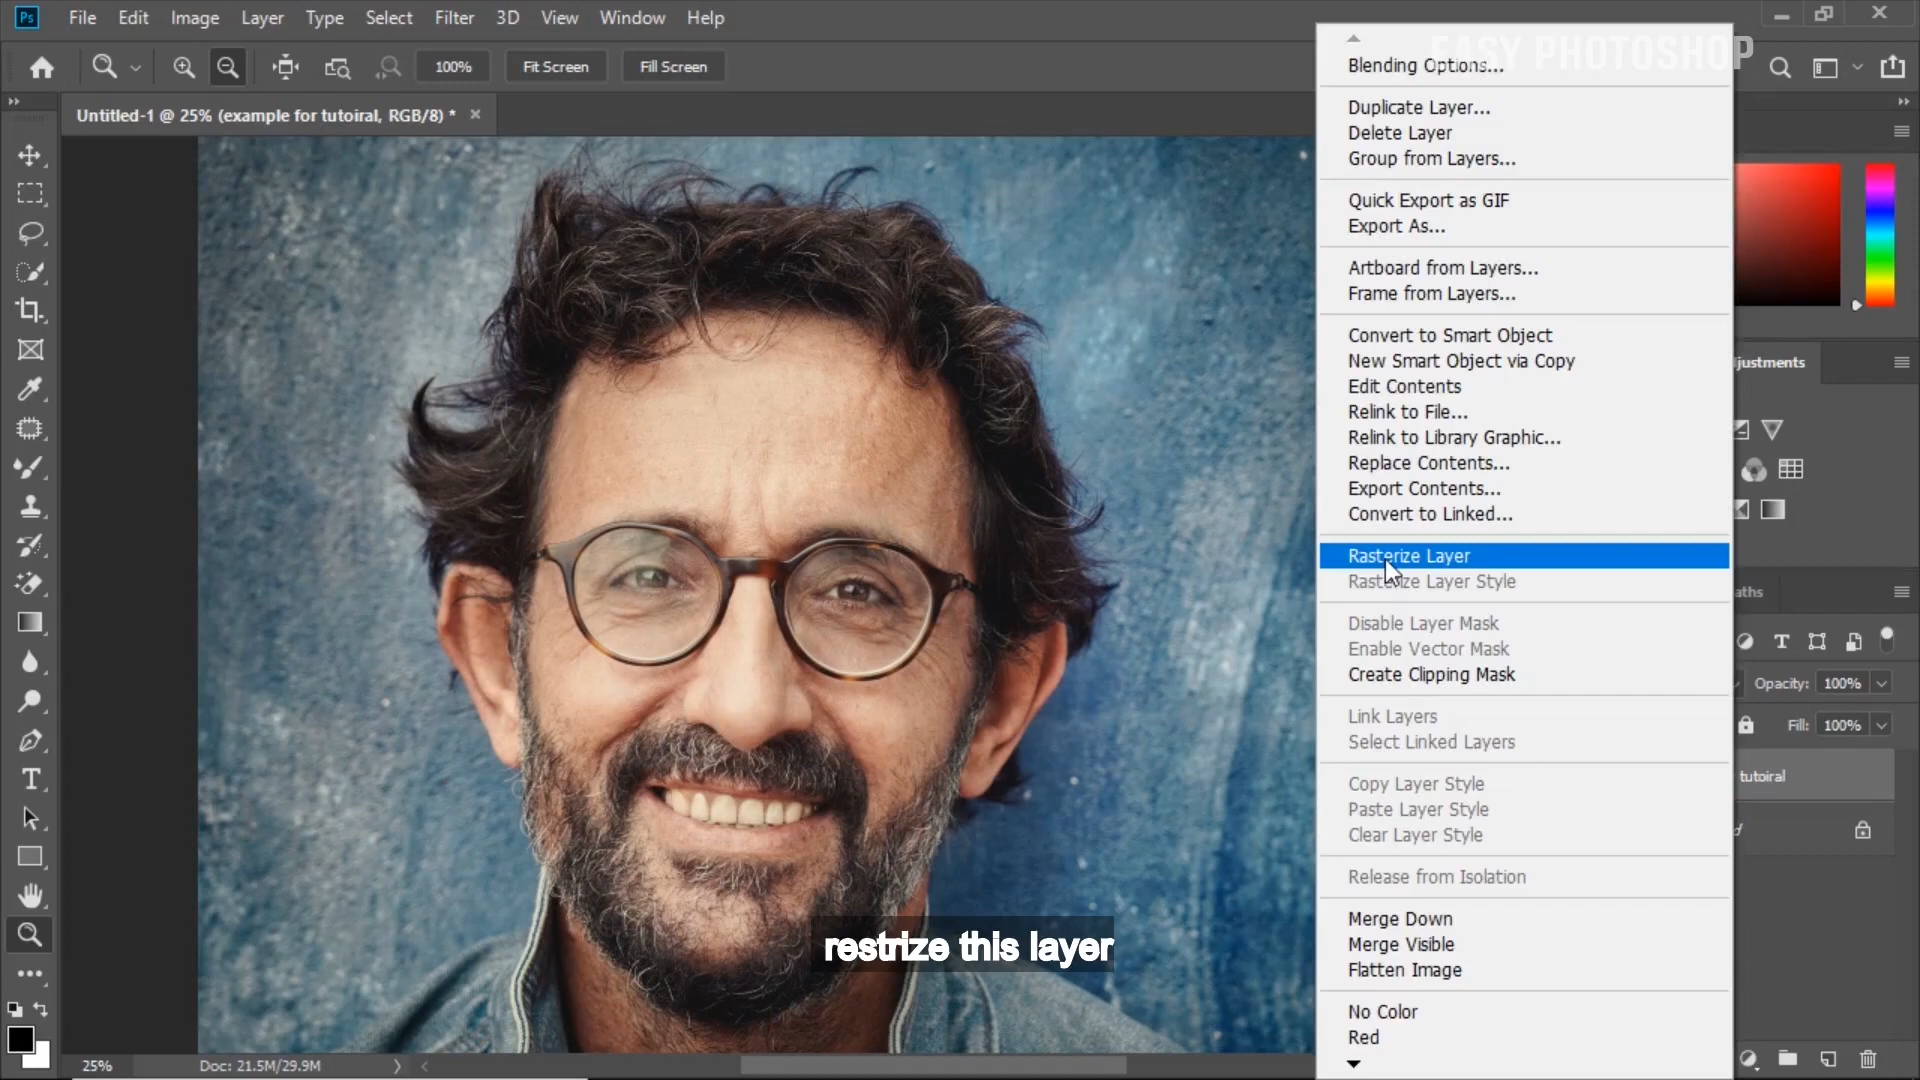 Ps File Edit Image Layer Type Select Filter 3D View Window Help
EASY PHOTOSHOP
100% Fit Screen Fill Screen
Untitled-1 @ 25% (example for tutoiral, RGB/8) *
Blending Options...
Duplicate Layer...
Delete Layer
Group from Layers...
Quick Export as GIF
Export As...
Artboard from Layers...
Frame from Layers...
Convert to Smart Object
New Smart Object via Copy
Edit Contents
Relink to File...
Relink to Library Graphic...
Replace Contents...
Export Contents...
Convert to Linked...
Rasterize Layer
Rasterize Layer Style
Disable Layer Mask
Enable Vector Mask
Create Clipping Mask
Link Layers
Select Linked Layers
Copy Layer Style
Paste Layer Style
Clear Layer Style
Release from Isolation
Merge Down
Merge Visible
Flatten Image
No Color
Red
justments
aths
Opacity: 100%
Fill: 100%
tutoiral
d
restrize this layer
25% Doc: 21.5M/29.9M